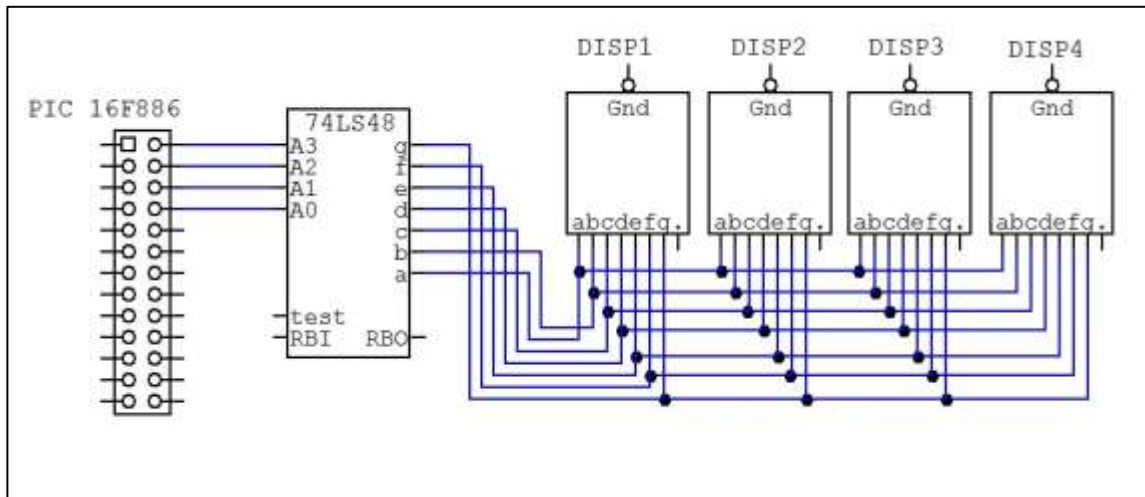 DISP1 DISP2 DISP3 DISP4
PIC 16F886
74LS48
A3 g
A2 f
A1 e
A0 d
c
b
a
test
RBI RBO
Gnd Gnd Gnd Gnd
abcdefg. abcdefg. abcdefg. abcdefg.